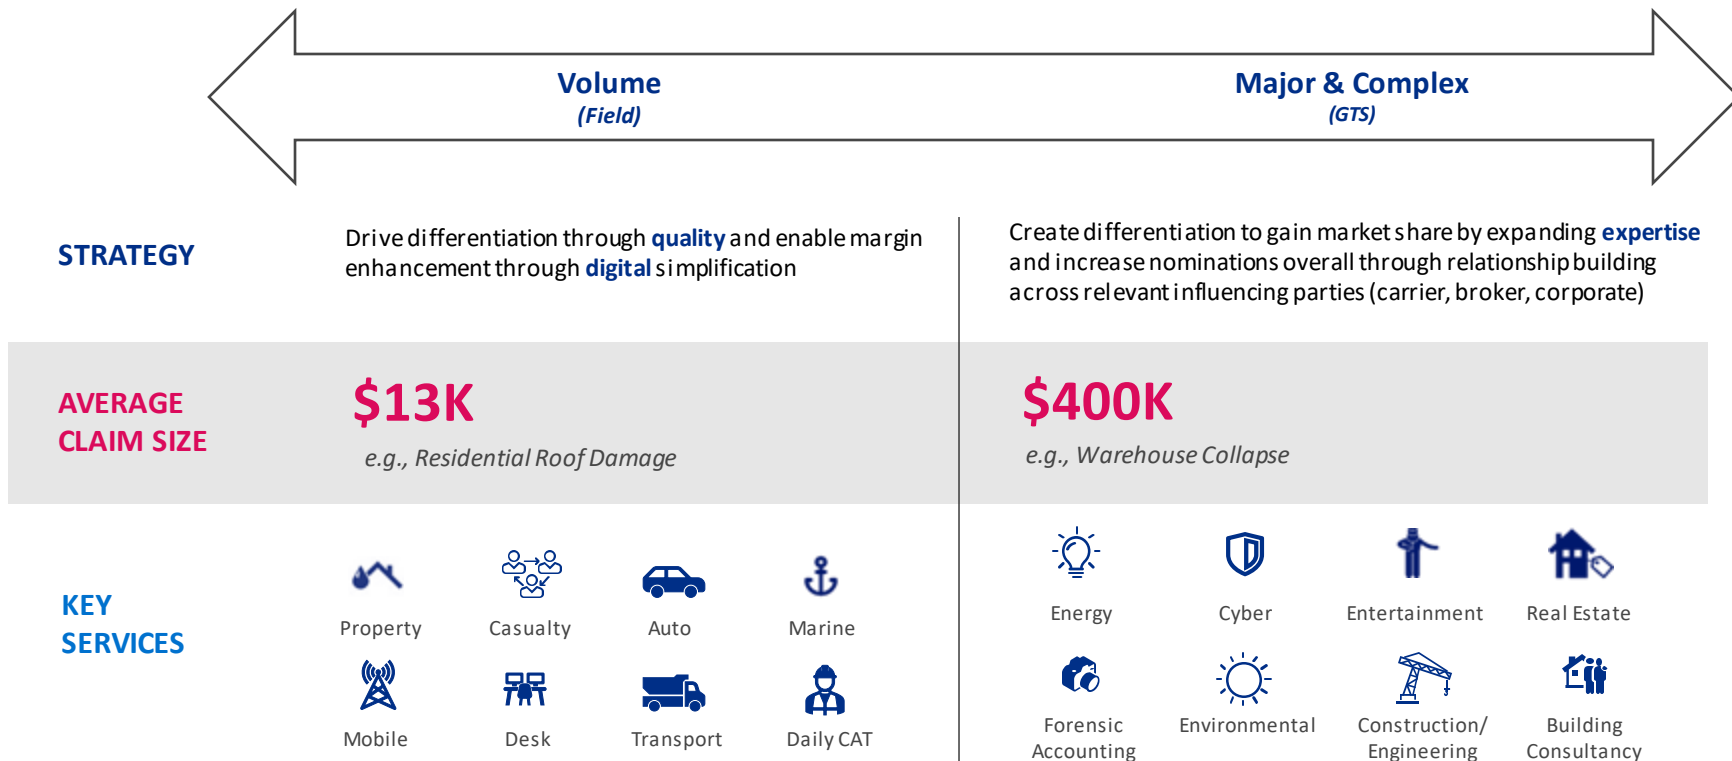 Volume
(Field)
Major & Complex
(GTS)
STRATEGY
Drive differentiation through quality and enable margin
enhancement through digital simplification
Create differentiation to gain market share by expanding expertise
and increase nominations overall through relationship building
across relevant influencing parties (carrier, broker, corporate)
AVERAGE
CLAIM SIZE
$13K
e.g., Residential Roof Damage
$400K
e.g., Warehouse Collapse
KEY
SERVICES
Property
Casualty
Auto
Marine
Mobile
Desk
Transport
Daily CAT
Energy
Cyber
Entertainment
Real Estate
Forensic
Accounting
Environmental
Construction/
Engineering
Building
Consultancy